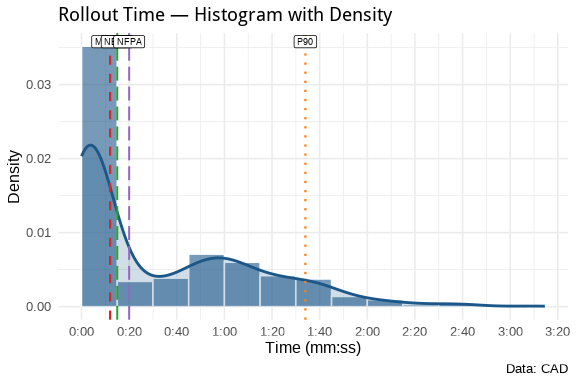 Rollout Time — Histogram with Density
NFPA
P90
Density
0.03
0.02
0.01
0.00
0:00 0:20 0:40 1:00 1:20 1:40 2:00 2:20 2:40 3:00 3:20
Time (mm:ss)
Data: CAD